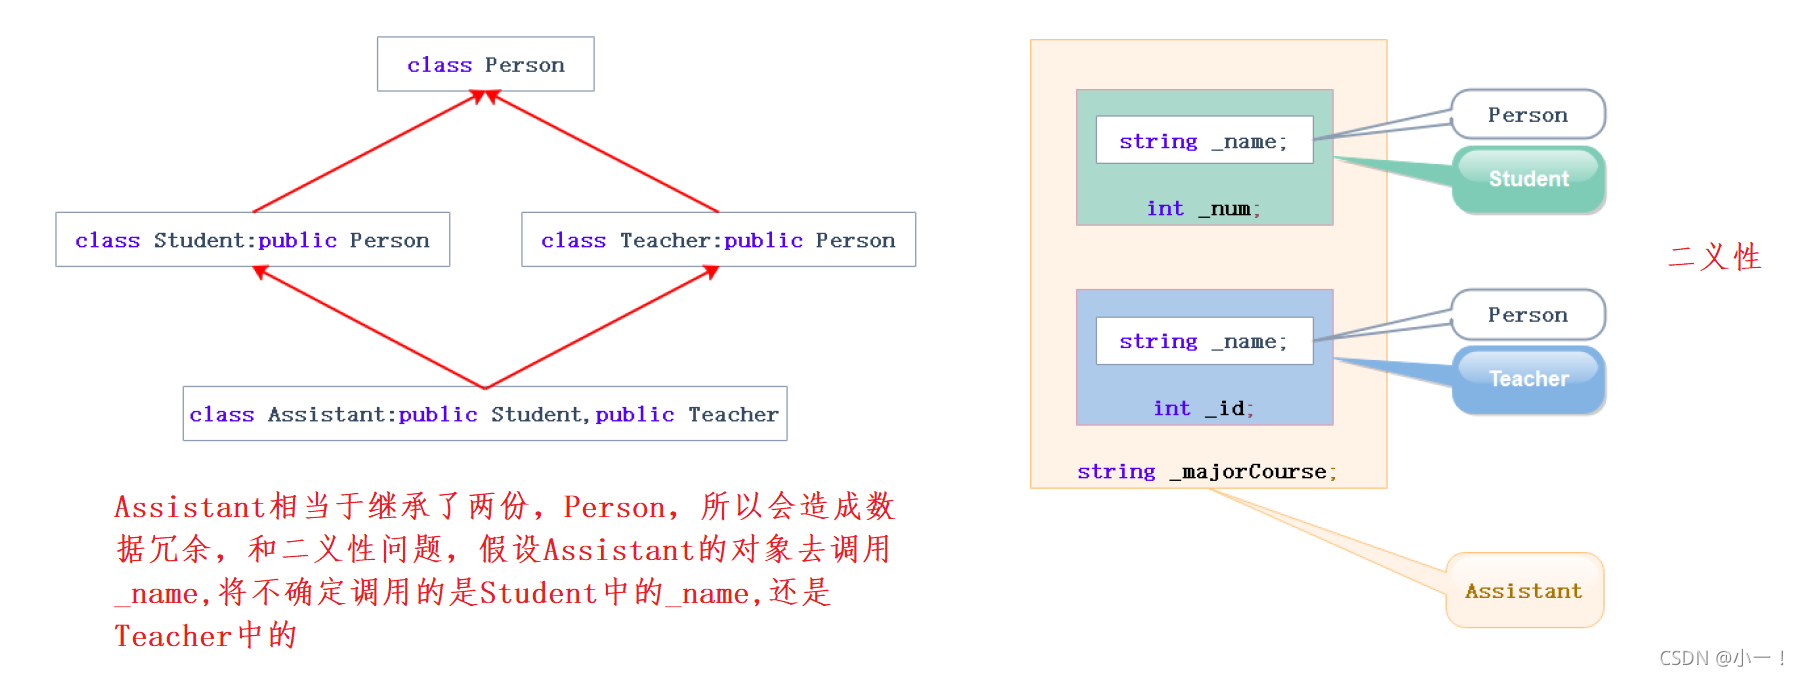 class Person
class Student:public Person
class Teacher:public Person
class Assistant:public Student,public Teacher
Assistant相当于继承了两份，Person，所以会造成数
据冗余，和二义性问题，假设Assistant的对象去调用
_name,将不确定调用的是Student中的_name,还是
Teacher中的
string _name;
int _num;
string _name;
int _id;
string _majorCourse;
Person
Student
二义性
Person
Teacher
Assistant
CSDN @小一！